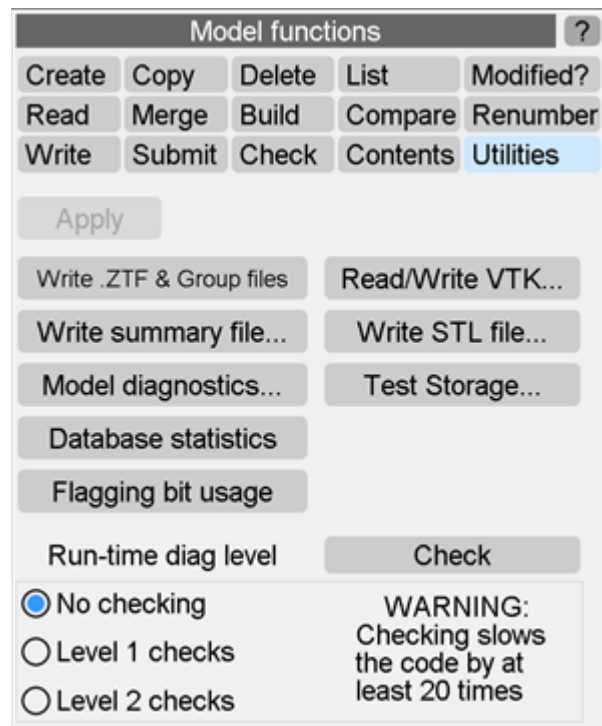 Model functions ?
Create Copy Delete List Modified?
Read Merge Build Compare Renumber
Write Submit Check Contents Utilities
Apply
Write .ZTF & Group files Read/Write VTK...
Write summary file... Write STL file...
Model diagnostics... Test Storage...
Database statistics
Flagging bit usage
Run-time diag level Check
No checking
Level 1 checks
Level 2 checks
WARNING:
Checking slows
the code by at
least 20 times